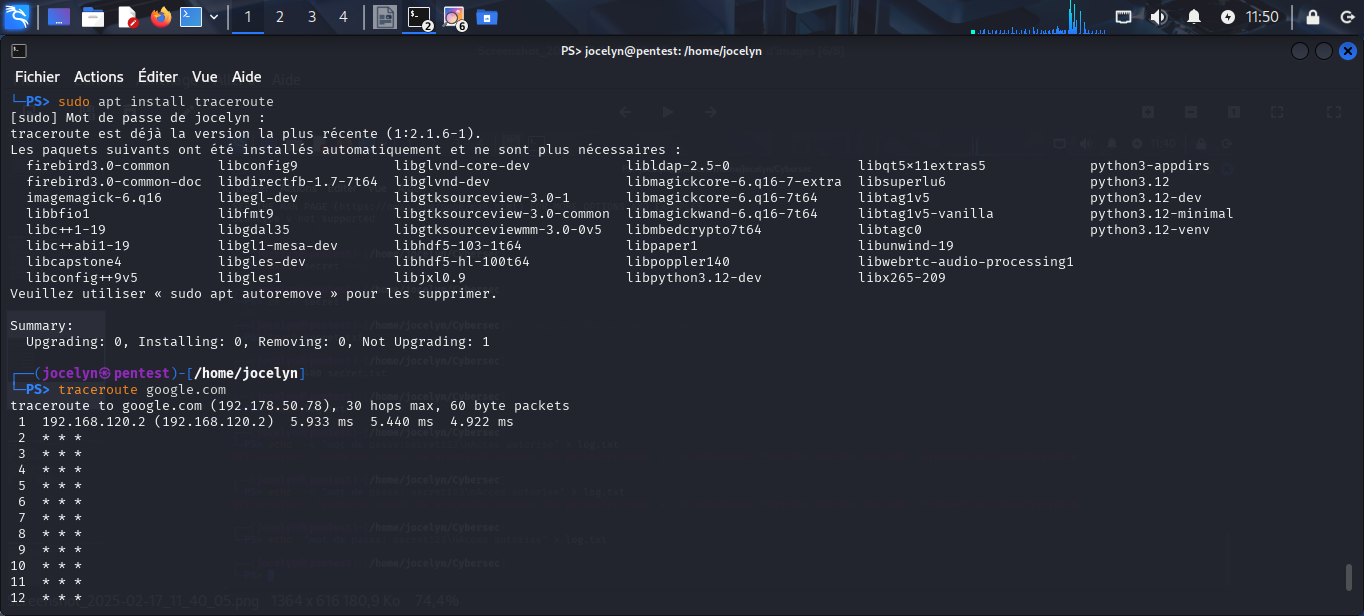 1 2 3 4 2 6 11:50
PS> jocelyn@pentest: /home/jocelyn
Fichier Actions Éditer Vue Aide
└─PS> sudo apt install traceroute
[sudo] Mot de passe de jocelyn :
traceroute est déjà la version la plus récente (1:2.1.6-1).
Les paquets suivants ont été installés automatiquement et ne sont plus nécessaires :
firebird3.0-common libconfig9 libglvnd-core-dev libldap-2.5-0 libqt5×11extras5 python3-appdirs
firebird3.0-common-doc libdirectfb-1.7-7t64 libglvnd-dev libmagickcore-6.q16-7-extra libsuperlu6 python3.12
imagemagick-6.q16 libegl-dev libgtksourceview-3.0-1 libmagickcore-6.q16-7t64 libtag1v5 python3.12-dev
libbfio1 libfmt9 libgtksourceview-3.0-common libmagickwand-6.q16-7t64 libtag1v5-vanilla python3.12-minimal
libc++1-19 libgdal35 libgtksourceviewmm-3.0-0v5 libmbedcrypto7t64 libtagc0 python3.12-venv
libc++abi1-19 libgl1-mesa-dev libhdf5-103-1t64 libpaper1 libunwind-19
libcapstone4 libgles-dev libhdf5-hl-100t64 libpoppler140 libwebrtc-audio-processing1
libconfig++9v5 libgles1 libjxl0.9 libpython3.12-dev libx265-209
Veuillez utiliser « sudo apt autoremove » pour les supprimer.
Summary:
Upgrading: 0, Installing: 0, Removing: 0, Not Upgrading: 1
┌──(jocelyn㉿pentest)-[/home/jocelyn]
└─PS> traceroute google.com
traceroute to google.com (192.178.50.78), 30 hops max, 60 byte packets
1 192.168.120.2 (192.168.120.2) 5.933 ms 5.440 ms 4.922 ms
2 * * *
3 * * *
4 * * *
5 * * *
6 * * *
7 * * *
8 * * *
9 * * *
10 * * *
11 * * *
12 * * *